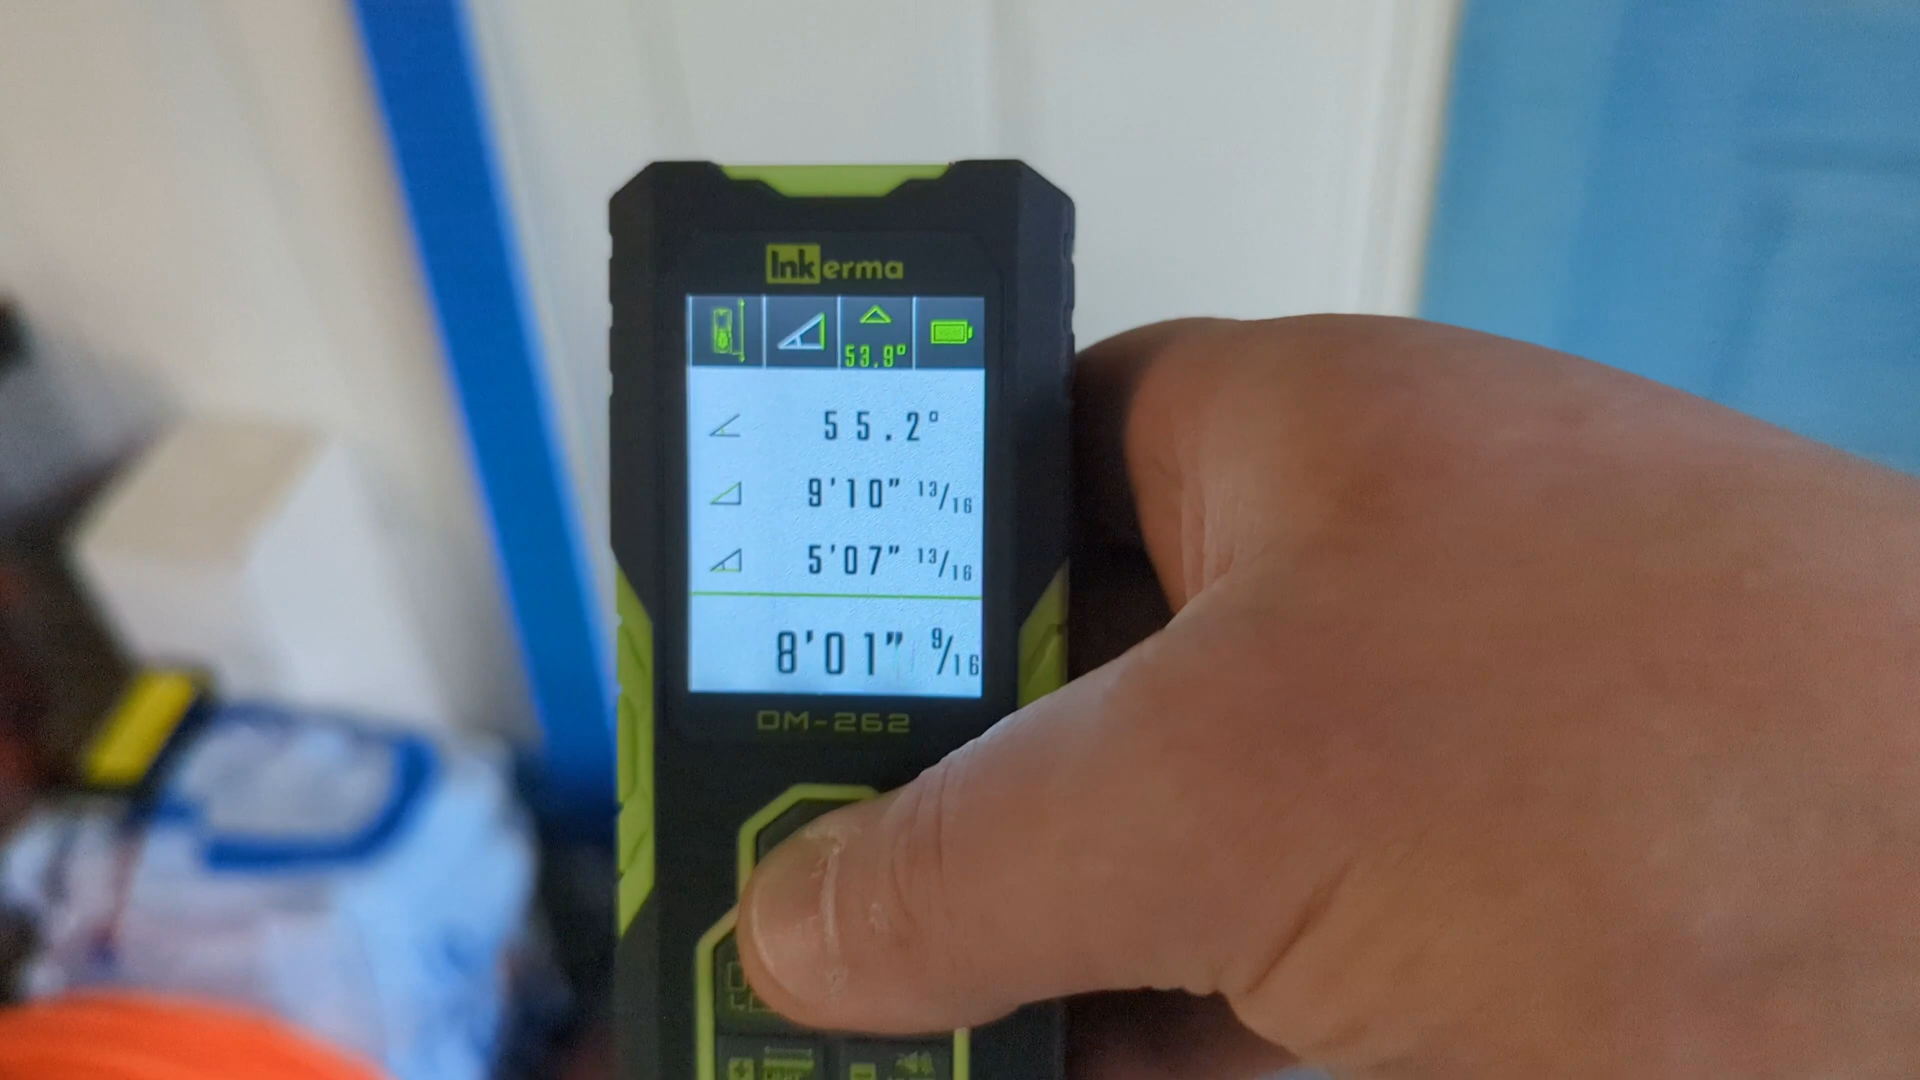 Inkerma
53.9°
55.2°
9'10" 13/16
5'07" 13/16
8'01" 9/16
DM-262